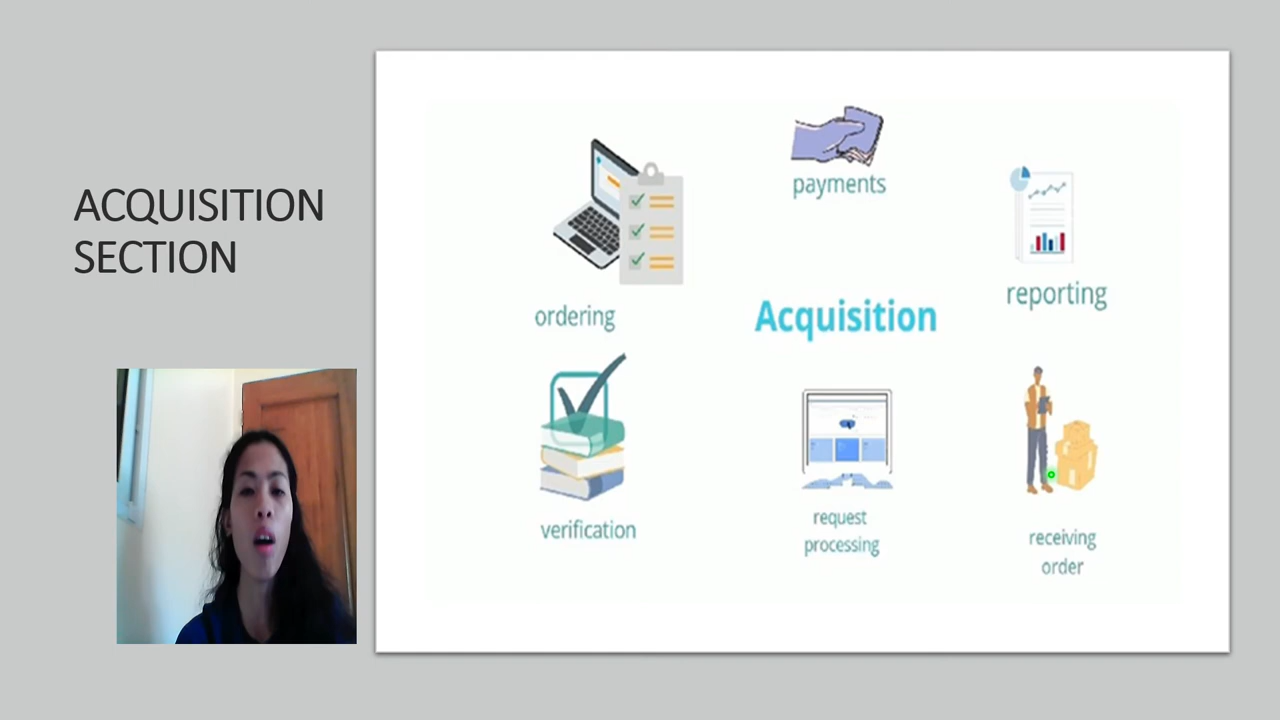 ACQUISITION
SECTION
payments
ordering
reporting
Acquisition
verification
request
processing
receiving
order